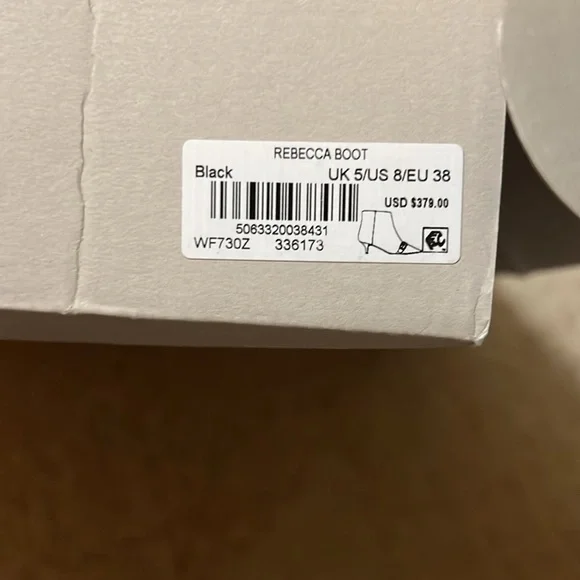 REBECCA BOOT
Black UK 5/US 8/EU 38
USD $379.00
5063320038431
WF730Z 336173